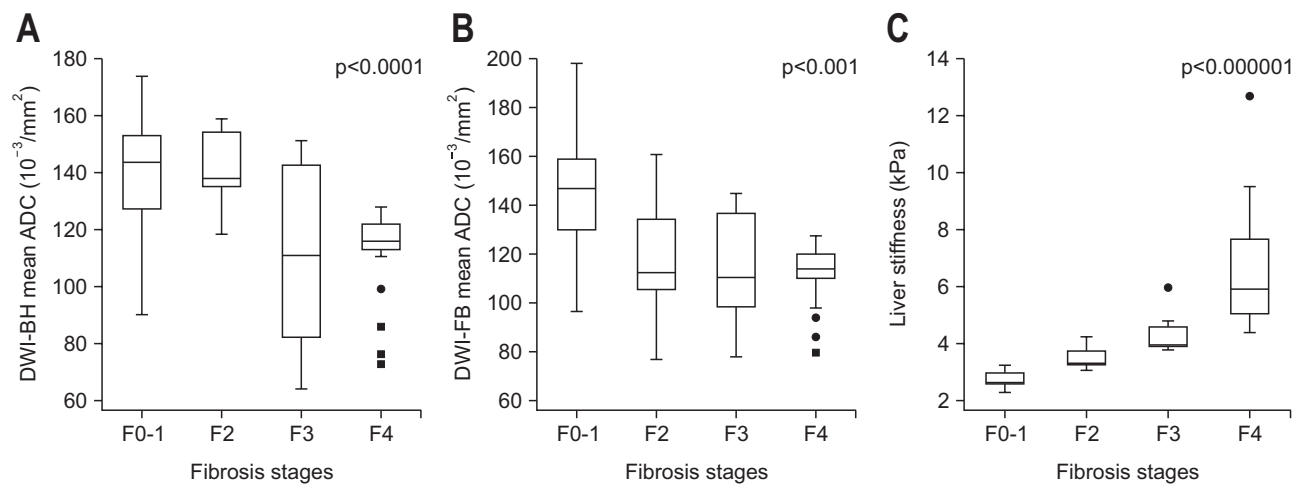 A
DWI-BH mean ADC (10⁻³/mm²)
180
160
140
120
100
80
60
p<0.0001
F0-1 F2 F3 F4
Fibrosis stages
B
DWI-FB mean ADC (10⁻³/mm²)
200
180
160
140
120
100
80
60
p<0.001
F0-1 F2 F3 F4
Fibrosis stages
C
Liver stiffness (kPa)
14
12
10
8
6
4
2
p<0.000001
F0-1 F2 F3 F4
Fibrosis stages